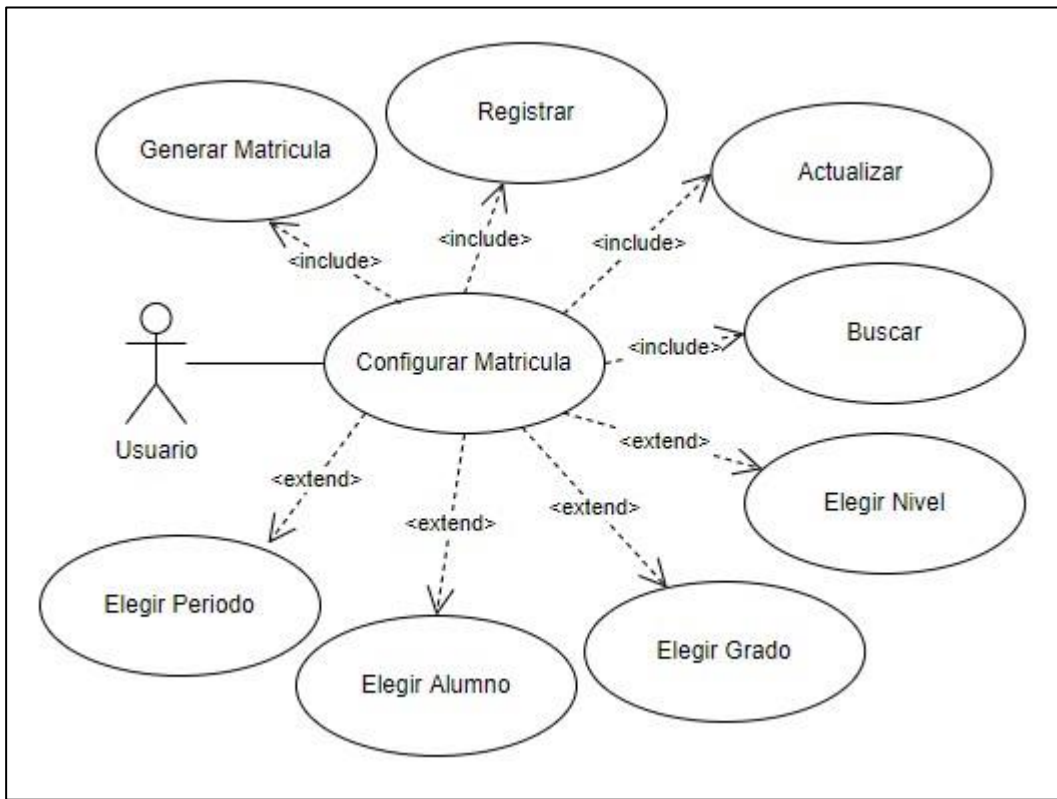 Generar Matricula
Registrar
Actualizar
<include>
<include>
<include>
Buscar
<include>
Configurar Matricula
Usuario
<extend>
<extend>
<extend>
<extend>
Elegir Nivel
Elegir Periodo
Elegir Alumno
Elegir Grado